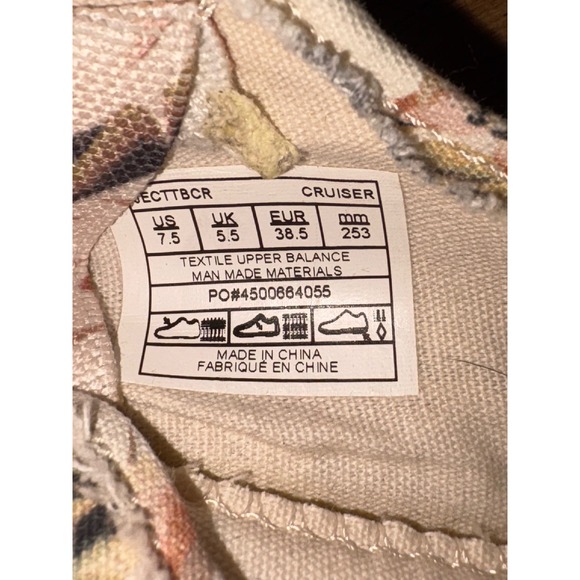 JECTTBCR CRUISER
US UK EUR mm
7.5 5.5 38.5 253
TEXTILE UPPER BALANCE
MAN MADE MATERIALS
PO#4500664055
MADE IN CHINA
FABRIQUÉ EN CHINE